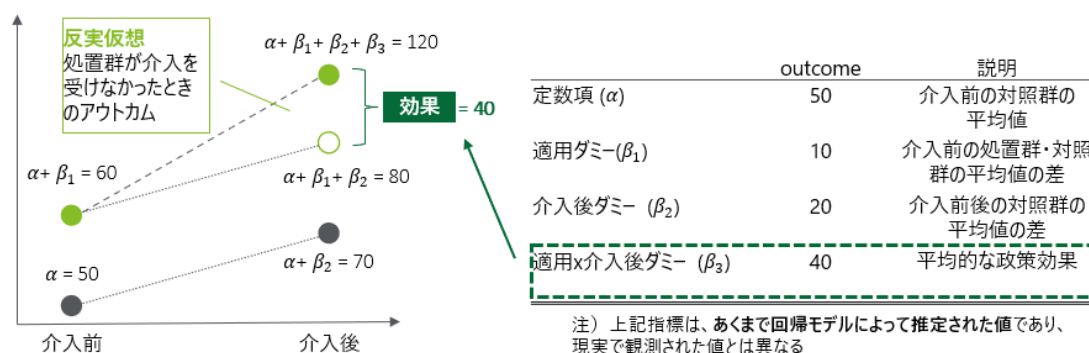 反実仮想
処置群が介入を
受けなかったとき
のアウトカム
α+ β₁ + β₂ + β₃ = 120
効果 = 40
α+ β₁ = 60
α+ β₁ + β₂ = 80
α = 50
α+ β₂ = 70
介入前
介入後
outcome 説明
定数項 (α) 50 介入前の対照群の
平均値
適用ダミー(β₁) 10 介入前の処置群・対照
群の平均値の差
介入後ダミー (β₂) 20 介入前後の対照群の
平均値の差
適用x介入後ダミー (β₃) 40 平均的な政策効果
注）上記指標は、あくまで回帰モデルによって推定された値であり、
現実で観測された値とは異なる